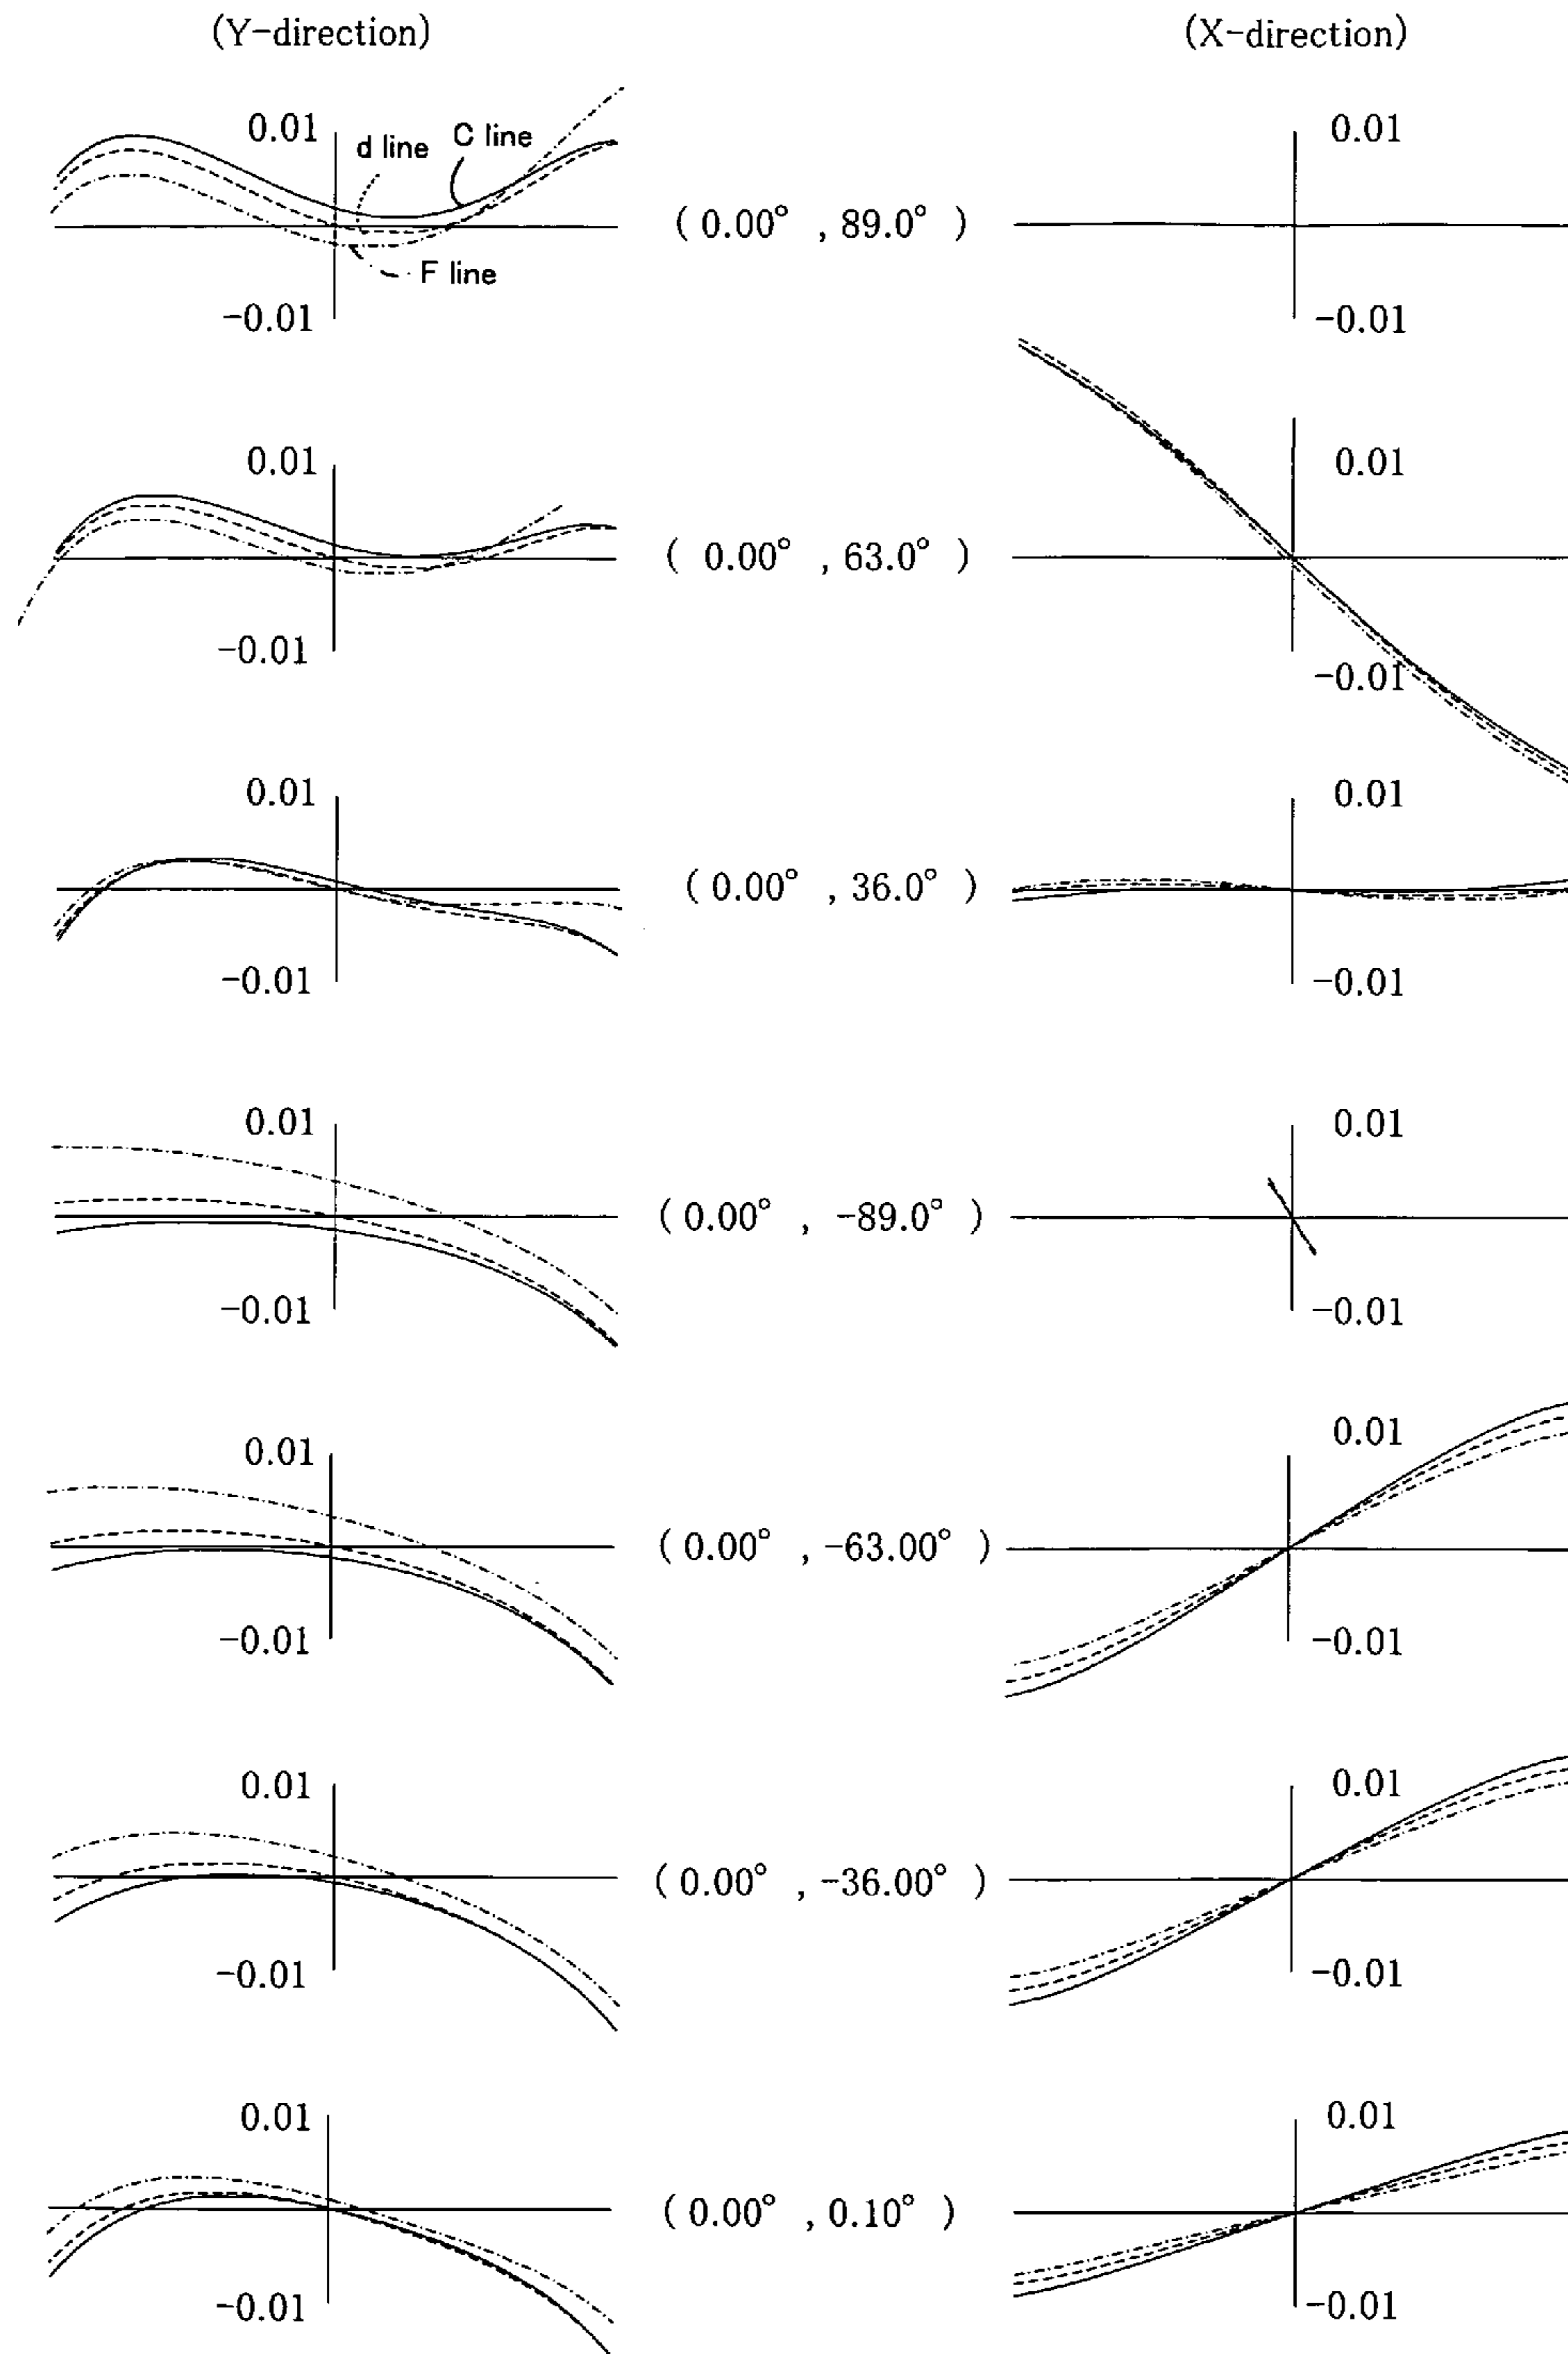 (Y-direction) (X-direction)
0.01 d line C line 0.01
( 0.00° , 89.0° )
F line
-0.01 -0.01
0.01 0.01
( 0.00° , 63.0° )
-0.01 -0.01
0.01 0.01
( 0.00° , 36.0° )
-0.01 -0.01
0.01 0.01
( 0.00° , -89.0° )
-0.01 -0.01
0.01 0.01
( 0.00° , -63.00° )
-0.01 -0.01
0.01 0.01
( 0.00° , -36.00° )
-0.01 -0.01
0.01 0.01
( 0.00° , 0.10° )
-0.01 -0.01